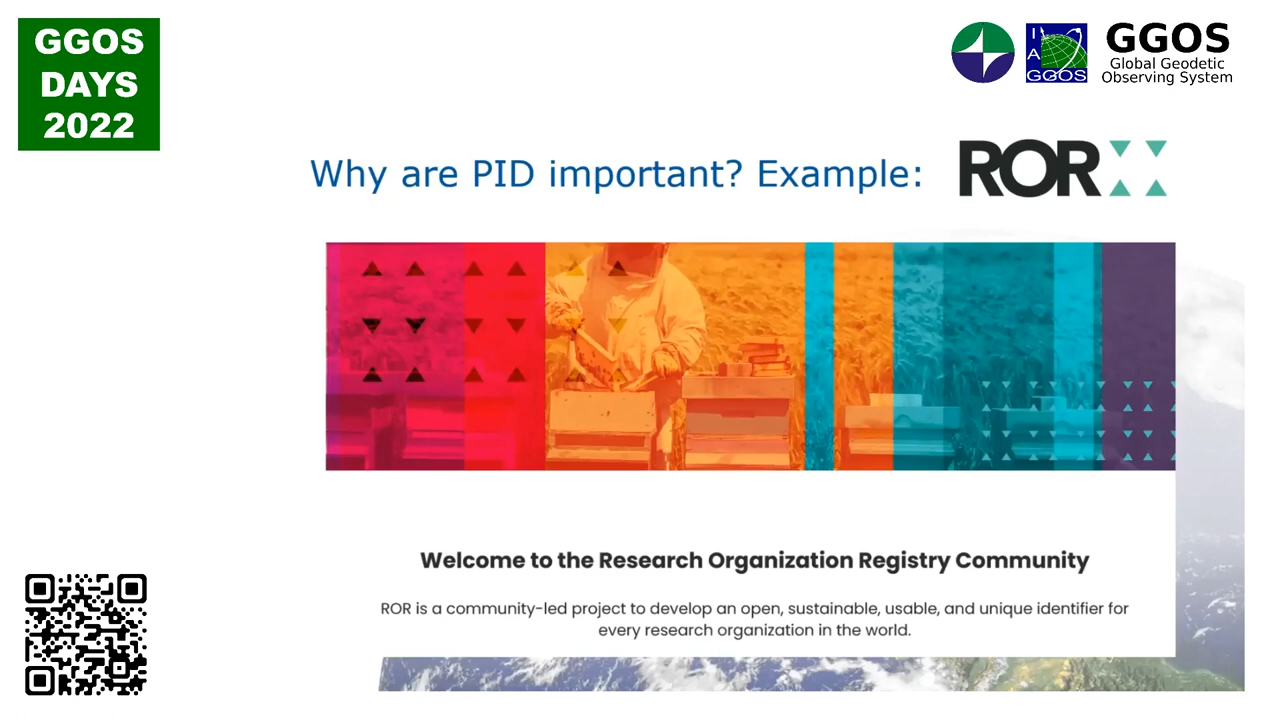 GGOS
DAYS
2022
I
A
GGOS
GGOS
Global Geodetic
Observing System
Why are PID important? Example:
ROR
Welcome to the Research Organization Registry Community
ROR is a community-led project to develop an open, sustainable, usable, and unique identifier for
every research organization in the world.